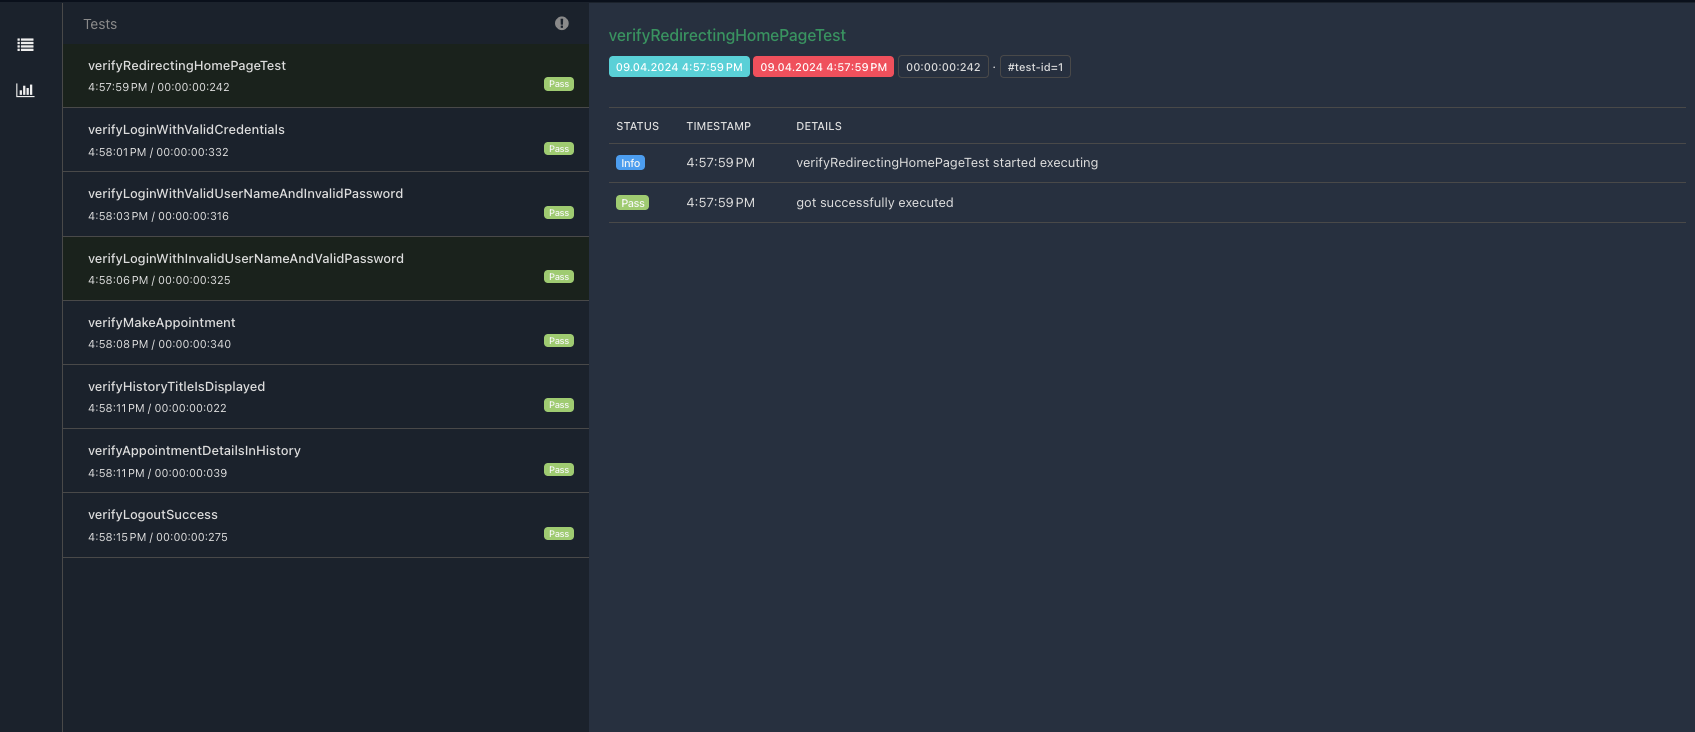 Tests
verifyRedirectingHomePageTest
4:57:59 PM / 00:00:00:242
Pass
verifyLoginWithValidCredentials
4:58:01 PM / 00:00:00:332
Pass
verifyLoginWithValidUserNameAndInvalidPassword
4:58:03 PM / 00:00:00:316
Pass
verifyLoginWithInvalidUserNameAndValidPassword
4:58:06 PM / 00:00:00:325
Pass
verifyMakeAppointment
4:58:08 PM / 00:00:00:340
Pass
verifyHistoryTitleIsDisplayed
4:58:11 PM / 00:00:00:022
Pass
verifyAppointmentDetailsInHistory
4:58:11 PM / 00:00:00:039
Pass
verifyLogoutSuccess
4:58:15 PM / 00:00:00:275
Pass
verifyRedirectingHomePageTest
09.04.2024 4:57:59 PM 09.04.2024 4:57:59 PM 00:00:00:242 · #test-id=1
STATUS TIMESTAMP DETAILS
Info 4:57:59 PM verifyRedirectingHomePageTest started executing
Pass 4:57:59 PM got successfully executed